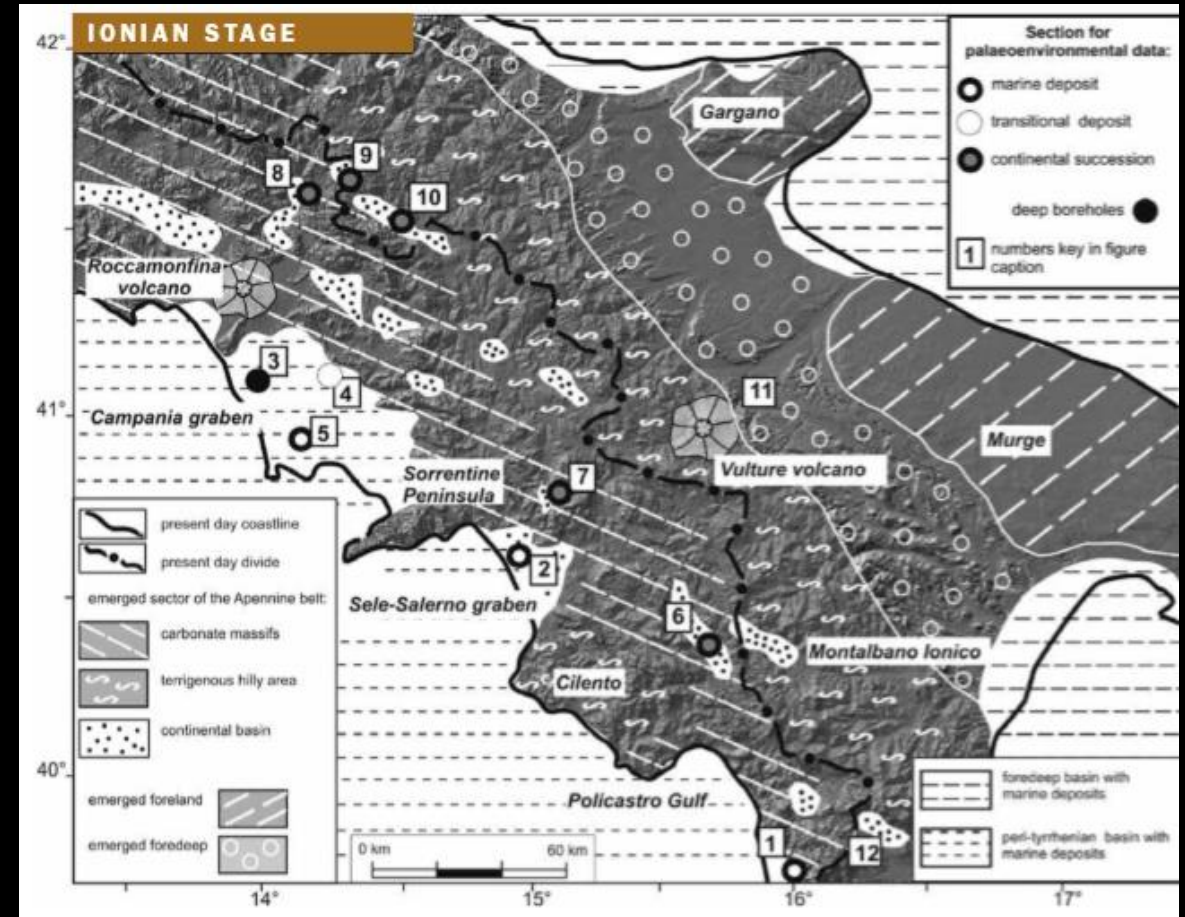 IONIAN STAGE
42°
41°
40°
14°
15°
16°
17°
Section for
palaeoenvironmental data:
marine deposit
transitional deposit
continental succession
deep boreholes
1 numbers key in figure
caption
Gargano
9
8
10
Roccamonfina
volcano
3
4
11
Campania graben
5
Murge
Vulture volcano
Sorrentine
Peninsula
7
2
Sele-Salerno graben
6
Montalbano Ionico
Cilento
Policastro Gulf
1
12
present day coastline
present day divide
emerged sector of the Apennine belt:
carbonate massifs
terrigenous hilly area
continental basin
emerged foreland
emerged foredeep
0 km
60 km
foredeep basin with
marine deposits
peri-tyrrhenian basin with
marine deposits